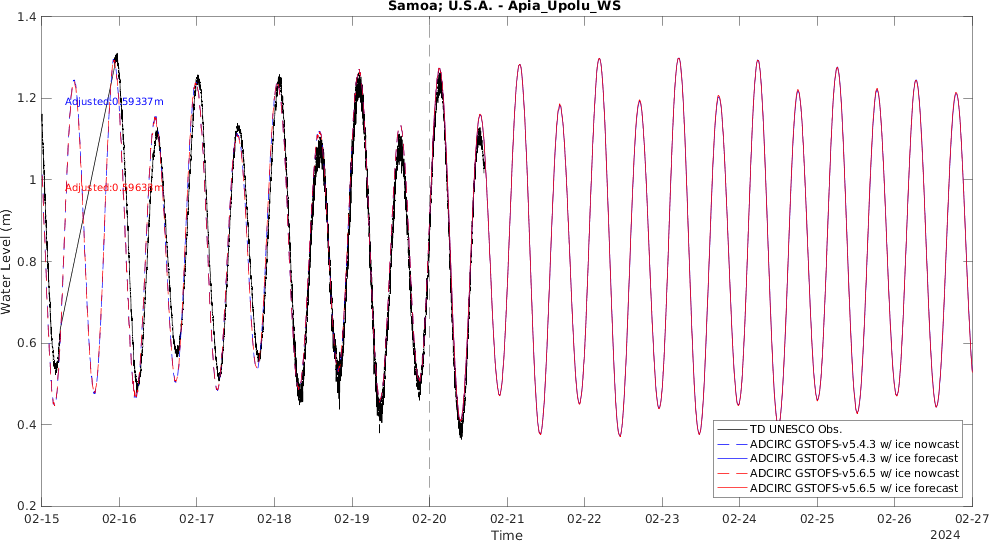 Samoa; U.S.A. - Apia_Upolu_WS
1.4
1.2
1
0.8
0.6
0.4
0.2
Water Level (m)
Adjusted:0.59337m
Adjusted:0.59638m
TD UNESCO Obs.
ADCIRC GSTOFS-v5.4.3 w/ ice nowcast
ADCIRC GSTOFS-v5.4.3 w/ ice forecast
ADCIRC GSTOFS-v5.6.5 w/ ice nowcast
ADCIRC GSTOFS-v5.6.5 w/ ice forecast
02-15 02-16 02-17 02-18 02-19 02-20 02-21 02-22 02-23 02-24 02-25 02-26 02-27
Time
2024